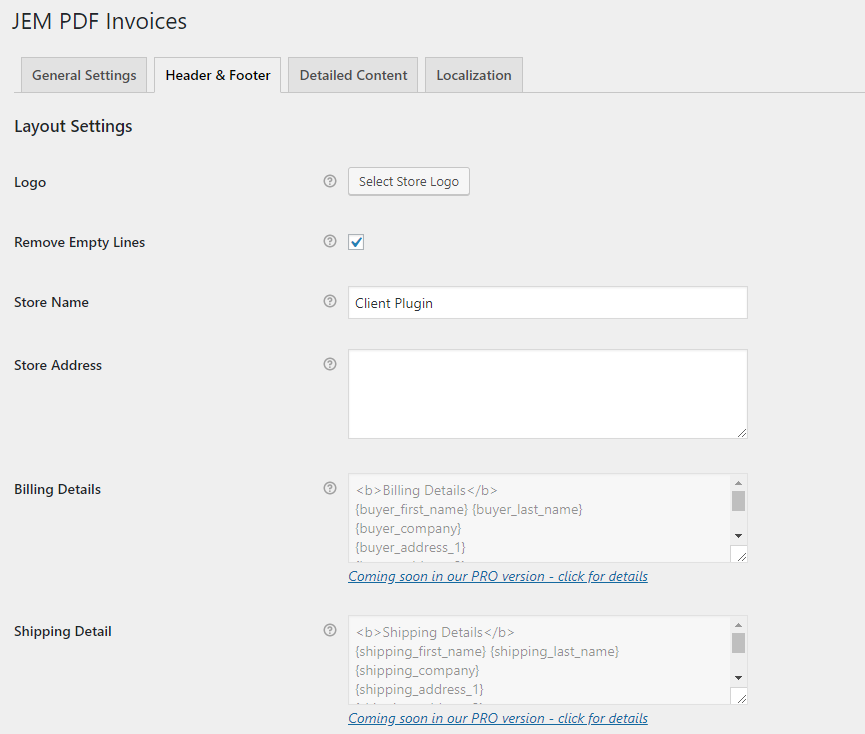 JEM PDF Invoices
General Settings
Header & Footer
Detailed Content
Localization
Layout Settings
Logo
Select Store Logo
Remove Empty Lines
Store Name
Client Plugin
Store Address
Billing Details
<b>Billing Details</b>
{buyer_first_name} {buyer_last_name}
{buyer_company}
{buyer_address_1}
Coming soon in our PRO version - click for details
Shipping Detail
<b>Shipping Details</b>
{shipping_first_name} {shipping_last_name}
{shipping_company}
{shipping_address_1}
Coming soon in our PRO version - click for details